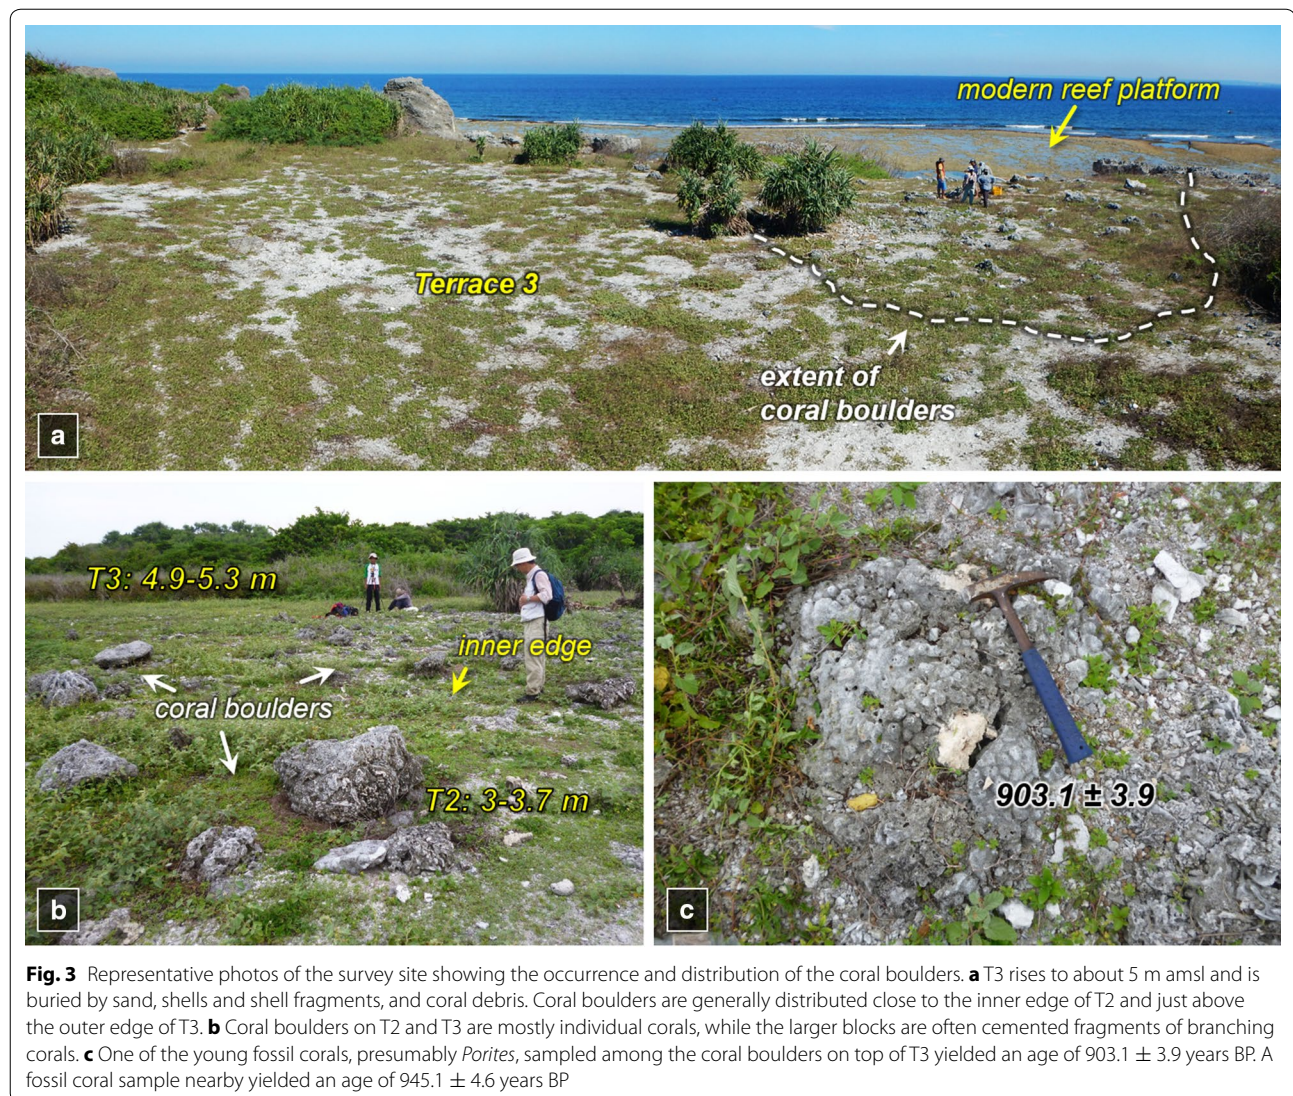 modern reef platform
Terrace 3
extent of
coral boulders
a
T3: 4.9-5.3 m
inner edge
coral boulders
T2: 3-3.7 m
b
903.1 ± 3.9
c
Fig. 3 Representative photos of the survey site showing the occurrence and distribution of the coral boulders. a T3 rises to about 5 m amsl and is
buried by sand, shells and shell fragments, and coral debris. Coral boulders are generally distributed close to the inner edge of T2 and just above
the outer edge of T3. b Coral boulders on T2 and T3 are mostly individual corals, while the larger blocks are often cemented fragments of branching
corals. c One of the young fossil corals, presumably Porites, sampled among the coral boulders on top of T3 yielded an age of 903.1 ± 3.9 years BP. A
fossil coral sample nearby yielded an age of 945.1 ± 4.6 years BP